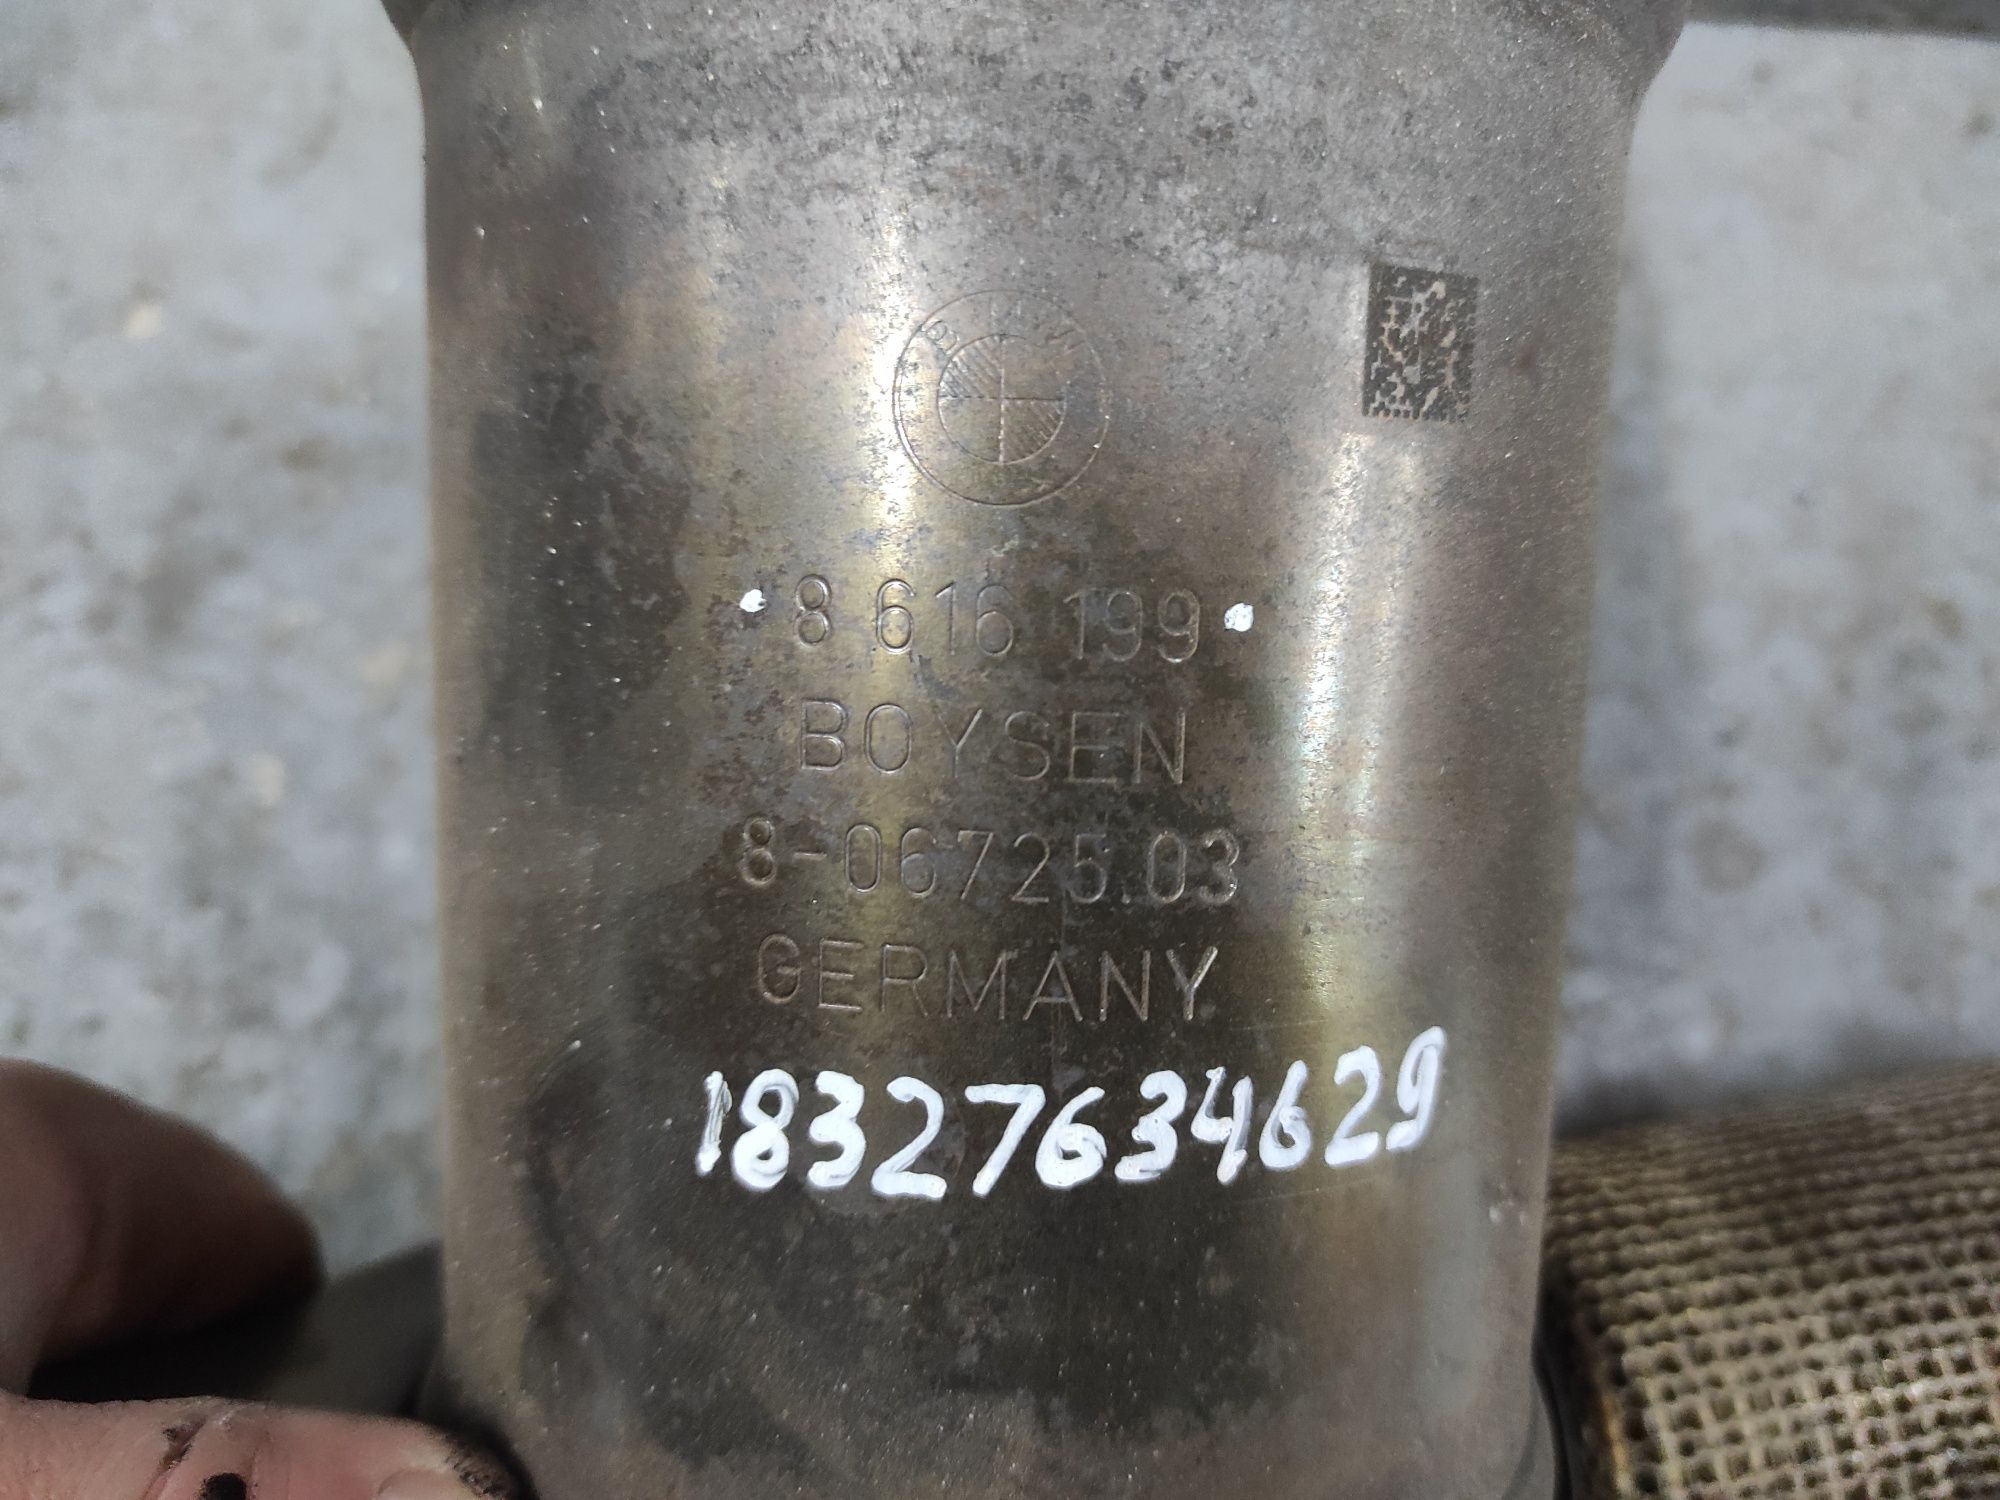 8 616 199
BOYSEN
8-06725.03
GERMANY
18327634629